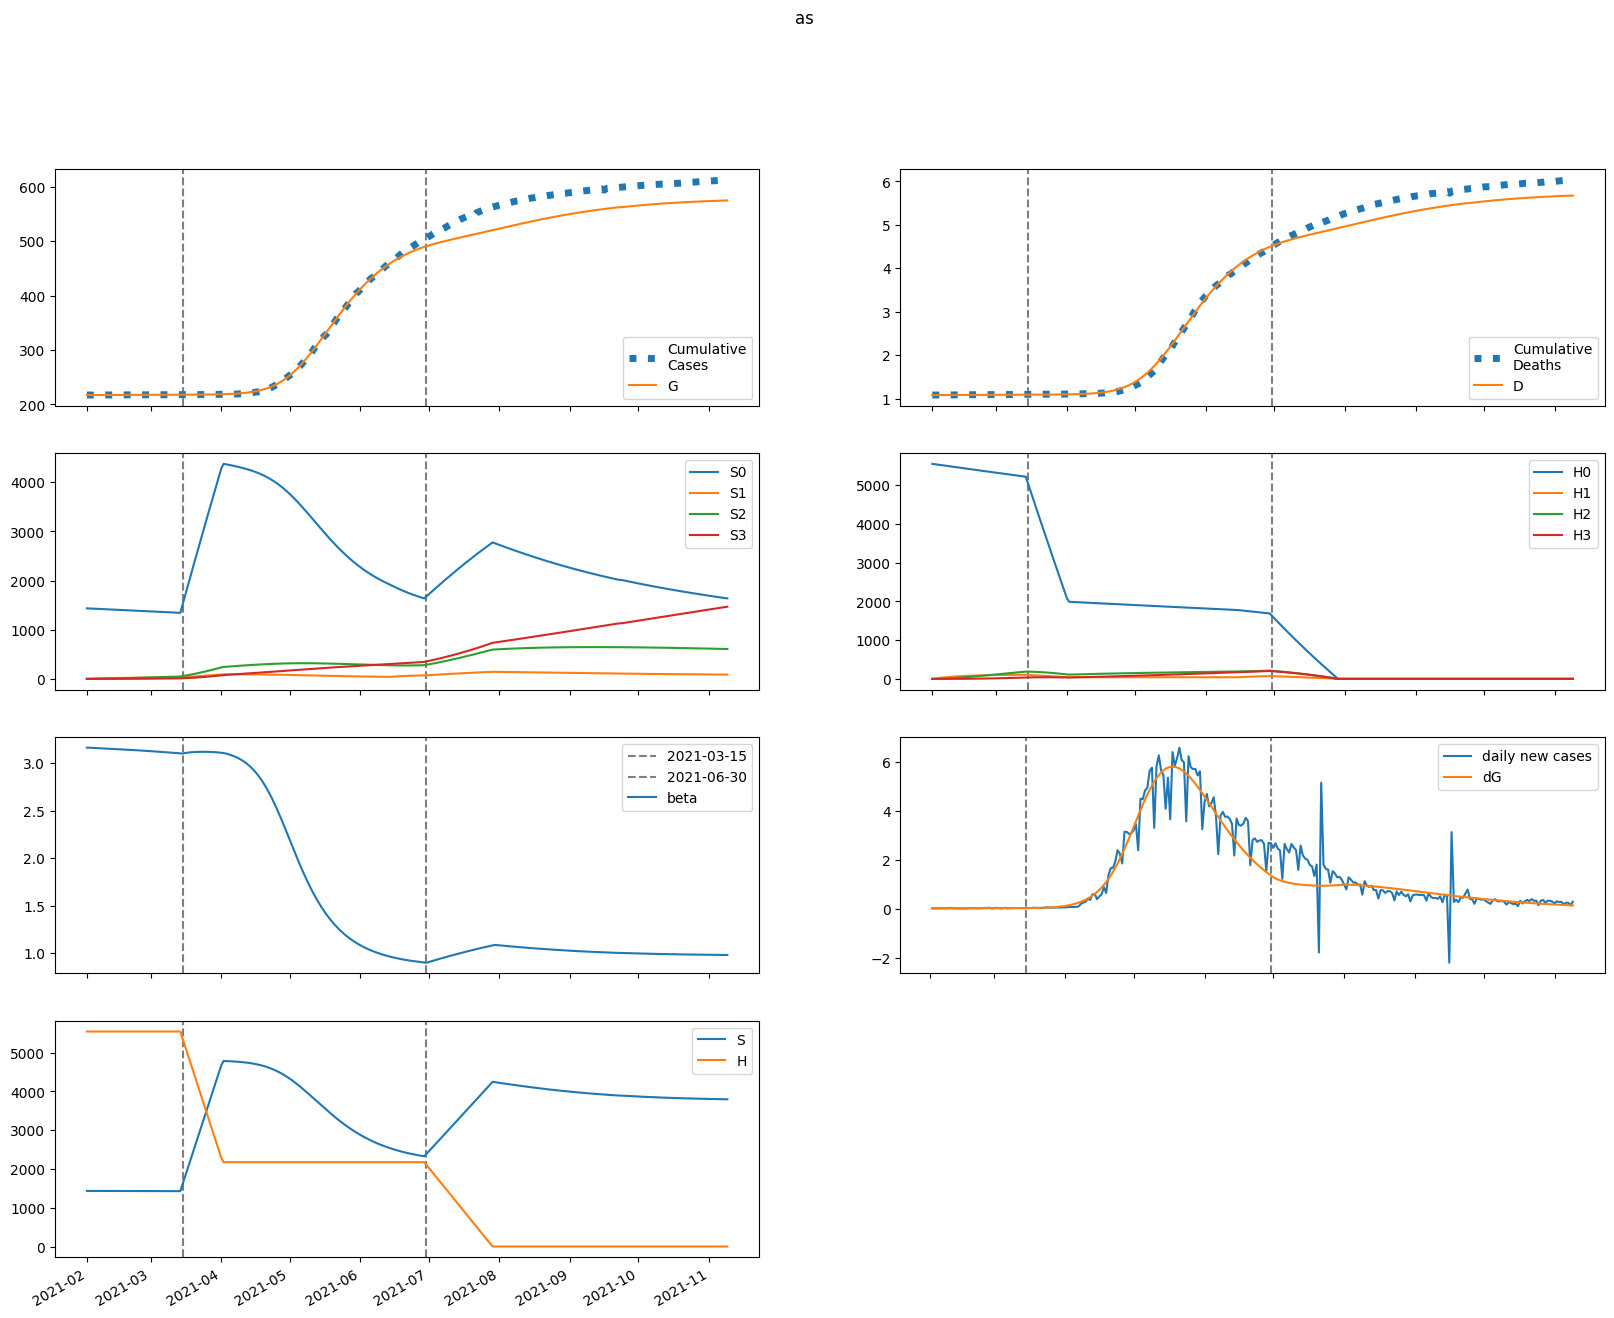 as
600
500
400
300
200
Cumulative
Cases
G
6
5
4
3
2
1
Cumulative
Deaths
D
4000
3000
2000
1000
0
S0
S1
S2
S3
5000
4000
3000
2000
1000
0
H0
H1
H2
H3
3.0
2.5
2.0
1.5
1.0
2021-03-15
2021-06-30
beta
6
4
2
0
−2
daily new cases
dG
5000
4000
3000
2000
1000
0
S
H
2021-02
2021-03
2021-04
2021-05
2021-06
2021-07
2021-08
2021-09
2021-10
2021-11